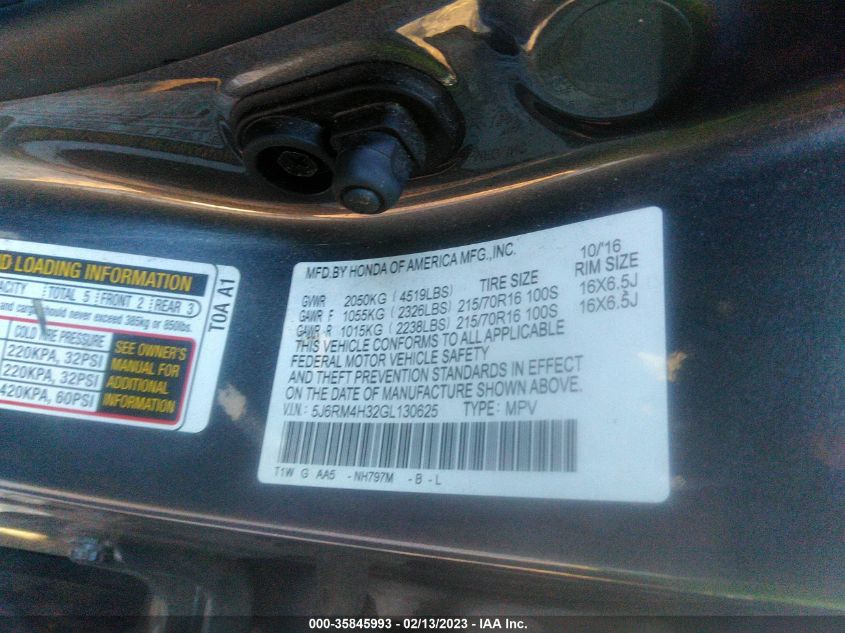 D LOADING INFORMATION
ACITY TOTAL 5 FRONT 2 REAR 3
and cargo should never exceed 385kg or 850lbs.
COLD TIRE PRESSURE
220KPA, 32PSI
220KPA, 32PSI
420KPA, 60PSI
SEE OWNER'S
MANUAL FOR
ADDITIONAL
INFORMATION
TOA A1
MFD.BY HONDA OF AMERICA MFG.,INC. 10/'16
GVWR 2050KG (4519LBS) TIRE SIZE RIM SIZE
GAWR F 1055KG (2326LBS) 215/70R16 100S 16X6.5J
GAWR R 1015KG (2238LBS) 215/70R16 100S 16X6.5J
THIS VEHICLE CONFORMS TO ALL APPLICABLE
FEDERAL MOTOR VEHICLE SAFETY
AND THEFT PREVENTION STANDARDS IN EFFECT
ON THE DATE OF MANUFACTURE SHOWN ABOVE.
V.I.N: 5J6RM4H32GL130625 TYPE: MPV
T1W G AA5 -NH797M -B-L
000-35845993 - 02/13/2023 - IAA Inc.